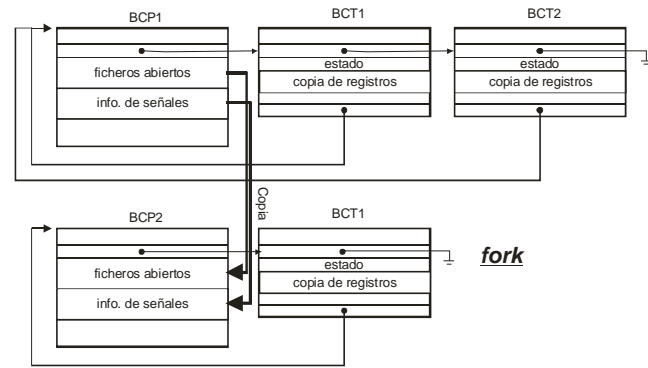 BCP1
BCT1
BCT2
ficheros abiertos
info. de señales
estado
copia de registros
estado
copia de registros
Copia
BCP2
BCT1
ficheros abiertos
info. de señales
estado
copia de registros
fork